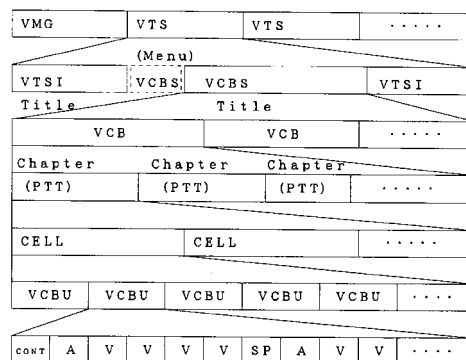 VMG VTS VTS ·····
(Menu)
VTSI VCBS VCBS VTSI
Title Title
VCB VCB ·····
Chapter Chapter Chapter
(PTT) (PTT) (PTT) ·····
CELL CELL ·····
VCBU VCBU VCBU VCBU VCBU ····
CONT A V V V V SP A V V ·····